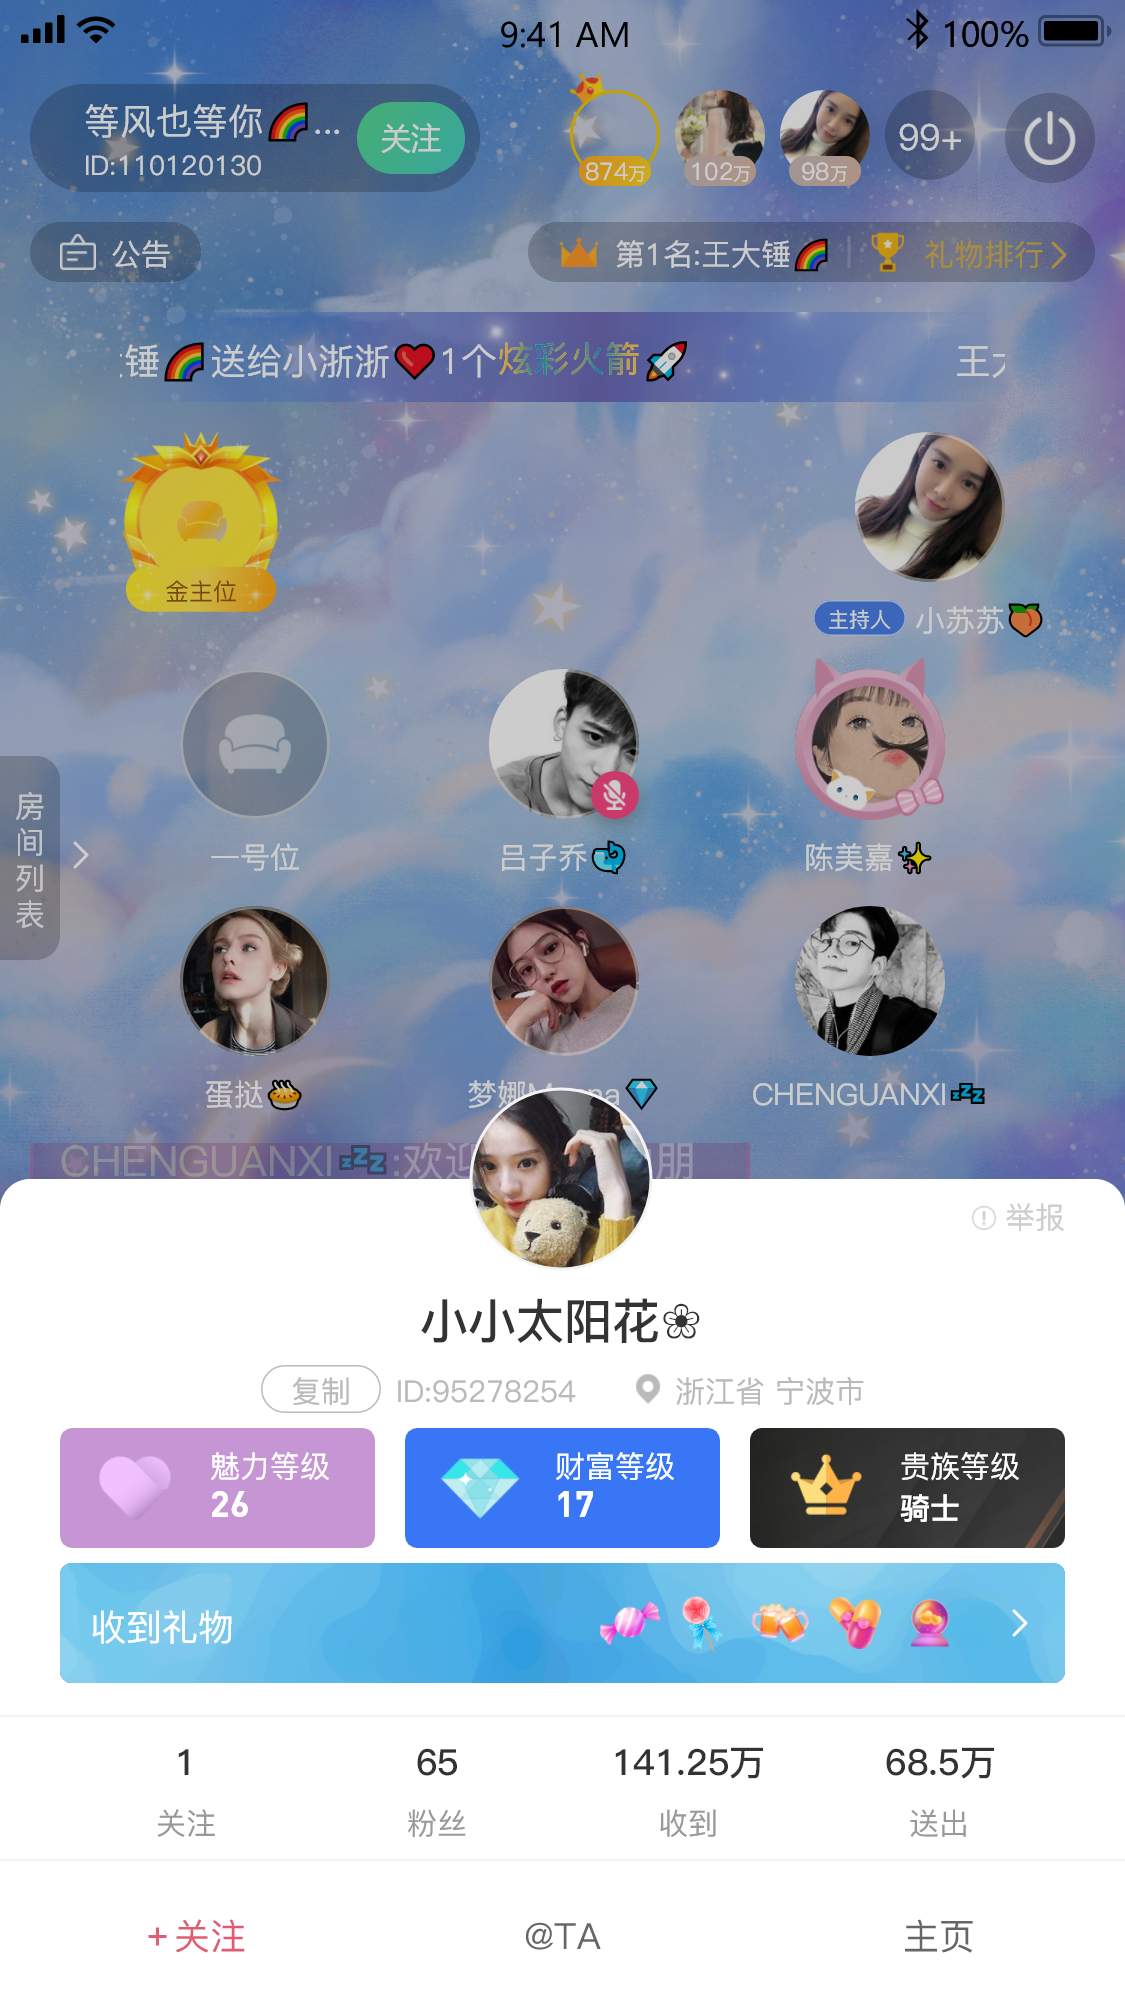 9:41 AM
100%
等风也等你🌈...
ID:110120130
关注
874万
102万
98万
99+
公告
第1名:王大锤🌈
礼物排行
锤🌈送给小浙浙❤️1个炫彩火箭🚀
王
金主位
主持人 小苏苏🍑
一号位
吕子乔🐳
陈美嘉✨
房间列表
蛋挞🥧
梦娜M na💎
CHENGUANXI💤
CHENGUANXI💤:欢迎 朋
举报
小小太阳花❀
复制 ID:95278254 浙江省 宁波市
魅力等级
26
财富等级
17
贵族等级
骑士
收到礼物
1
关注
65
粉丝
141.25万
收到
68.5万
送出
+关注
@TA
主页